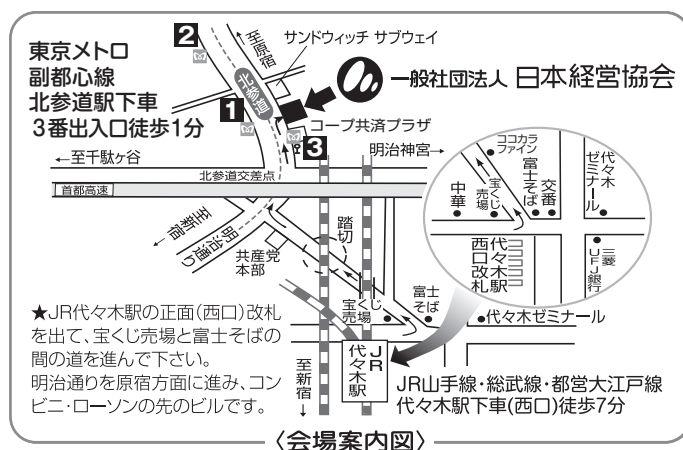 東京メトロ
副都心線
北参道駅下車
3番出入口徒歩1分
2
至原宿
サンドウィッチ サブウェイ
北参道
1
一般社団法人 日本経営協会
コープ共済プラザ
3
明治神宮→
←至千駄ヶ谷
北参道交差点
首都高速
至新宿
明治通り
共産党
本部
踏切
宝くじ
売場
富士
そば
代々木ゼミナール
JR
代々木駅
至新宿
ココカラ
ファイン
中華
宝くじ
売場
富士そば
交番
代々木
ゼミナール
代々木駅
西口改札
三菱
UFJ銀行
★JR代々木駅の正面(西口)改札
を出て、宝くじ売場と富士そばの
間の道を進んで下さい。
明治通りを原宿方面に進み、コン
ビニ・ローソンの先のビルです。
JR山手線・総武線・都営大江戸線
代々木駅下車(西口)徒歩7分
〈会場案内図〉